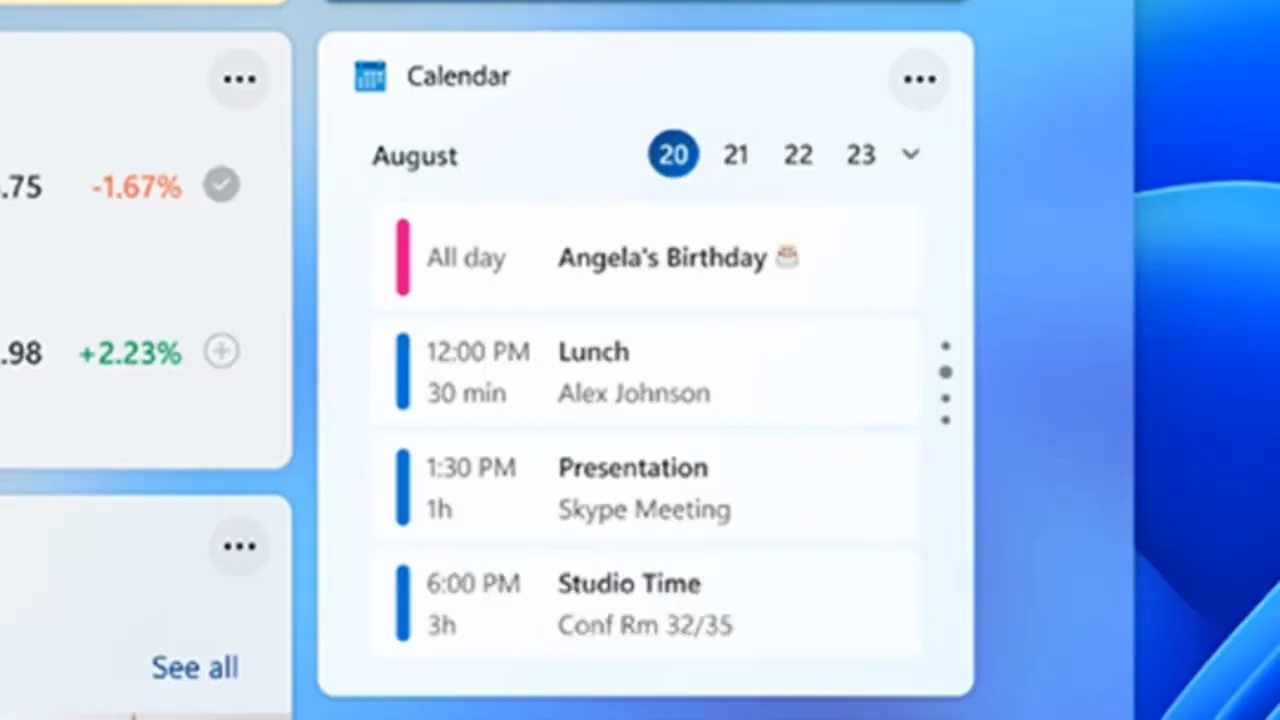 .75 -1.67%
.98 +2.23%
See all
Calendar
August 20 21 22 23
All day Angela's Birthday 🎂
12:00 PM Lunch
30 min Alex Johnson
1:30 PM Presentation
1h Skype Meeting
6:00 PM Studio Time
3h Conf Rm 32/35